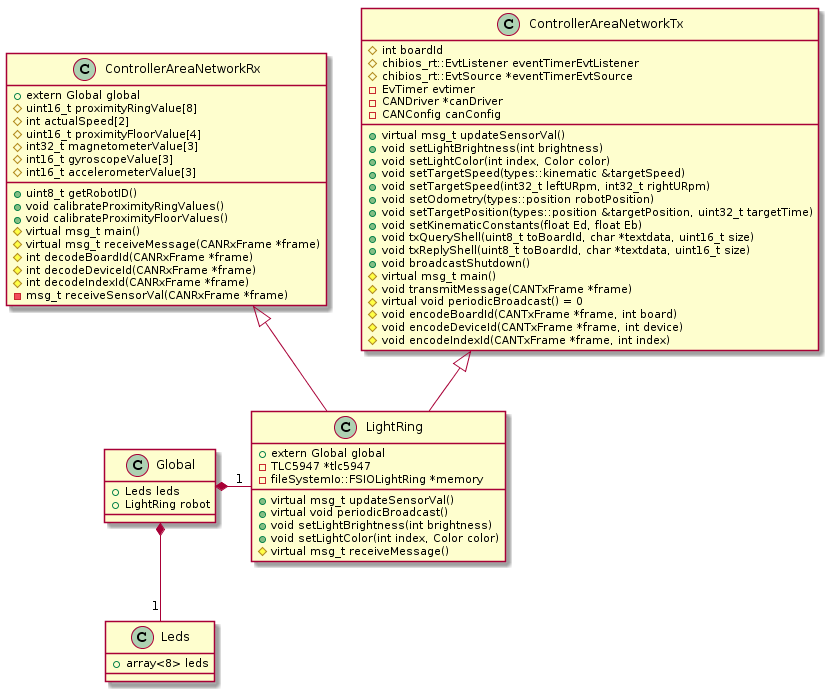 C ControllerAreaNetworkTx
int boardId
chibios_rt::EvtListener eventTimerEvtListener
chibios_rt::EvtSource *eventTimerEvtSource
EvTimer evtimer
CANDriver *canDriver
CANConfig canConfig
virtual msg_t updateSensorVal()
void setLightBrightness(int brightness)
void setLightColor(int index, Color color)
void setTargetSpeed(types::kinematic &targetSpeed)
void setTargetSpeed(int32_t leftURpm, int32_t rightURpm)
void setOdometry(types::position robotPosition)
void setTargetPosition(types::position &targetPosition, uint32_t targetTime)
void setKinematicConstants(float Ed, float Eb)
void txQueryShell(uint8_t toBoardId, char *textdata, uint16_t size)
void txReplyShell(uint8_t toBoardId, char *textdata, uint16_t size)
void broadcastShutdown()
virtual msg_t main()
void transmitMessage(CANTxFrame *frame)
virtual void periodicBroadcast() = 0
void encodeBoardId(CANTxFrame *frame, int board)
void encodeDeviceId(CANTxFrame *frame, int device)
void encodeIndexId(CANTxFrame *frame, int index)
C ControllerAreaNetworkRx
extern Global global
uint16_t proximityRingValue[8]
int actualSpeed[2]
uint16_t proximityFloorValue[4]
int32_t magnetometerValue[3]
int16_t gyroscopeValue[3]
int16_t accelerometerValue[3]
uint8_t getRobotID()
void calibrateProximityRingValues()
void calibrateProximityFloorValues()
virtual msg_t main()
virtual msg_t receiveMessage(CANRxFrame *frame)
int decodeBoardId(CANRxFrame *frame)
int decodeDeviceId(CANRxFrame *frame)
int decodeIndexId(CANRxFrame *frame)
msg_t receiveSensorVal(CANRxFrame *frame)
C LightRing
extern Global global
TLC5947 *tlc5947
fileSystemIo::FSIOLightRing *memory
virtual msg_t updateSensorVal()
virtual void periodicBroadcast()
void setLightBrightness(int brightness)
void setLightColor(int index, Color color)
virtual msg_t receiveMessage()
C Global
Leds leds
LightRing robot
1
1
C Leds
array<8> leds